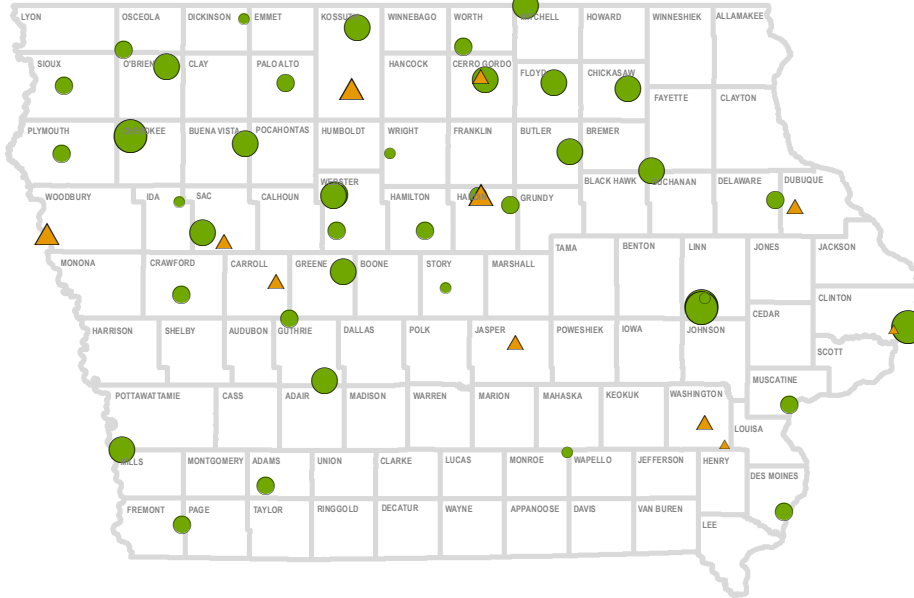 LYON
OSCEOLA
DICKINSON
EMMET
KOSSUTH
WINNEBAGO
WORTH
MITCHELL
HOWARD
WINNESHIEK
ALLAMAKEE
SIOUX
O'BRIEN
CLAY
PALO ALTO
HANCOCK
CERRO GORDO
FLOYD
CHICKASAW
FAYETTE
CLAYTON
PLYMOUTH
CHEROKEE
BUENA VISTA
POCAHONTAS
HUMBOLDT
WRIGHT
FRANKLIN
BUTLER
BREMER
WOODBURY
IDA
SAC
CALHOUN
WEBSTER
HAMILTON
HARDIN
GRUNDY
BLACK HAWK
BUCHANAN
DELAWARE
DUBUQUE
MONONA
CRAWFORD
CARROLL
GREENE
BOONE
STORY
MARSHALL
TAMA
BENTON
LINN
JONES
JACKSON
CLINTON
CEDAR
HARRISON
SHELBY
AUDUBON
GUTHRIE
DALLAS
POLK
JASPER
POWESHIEK
IOWA
JOHNSON
SCOTT
MUSCATINE
POTTAWATTAMIE
CASS
ADAIR
MADISON
WARREN
MARION
MAHASKA
KEOKUK
WASHINGTON
LOUISA
MILLS
MONTGOMERY
ADAMS
UNION
CLARKE
LUCAS
MONROE
WAPELLO
JEFFERSON
HENRY
DES MOINES
FREMONT
PAGE
TAYLOR
RINGGOLD
DECATUR
WAYNE
APPANOOSE
DAVIS
VAN BUREN
LEE